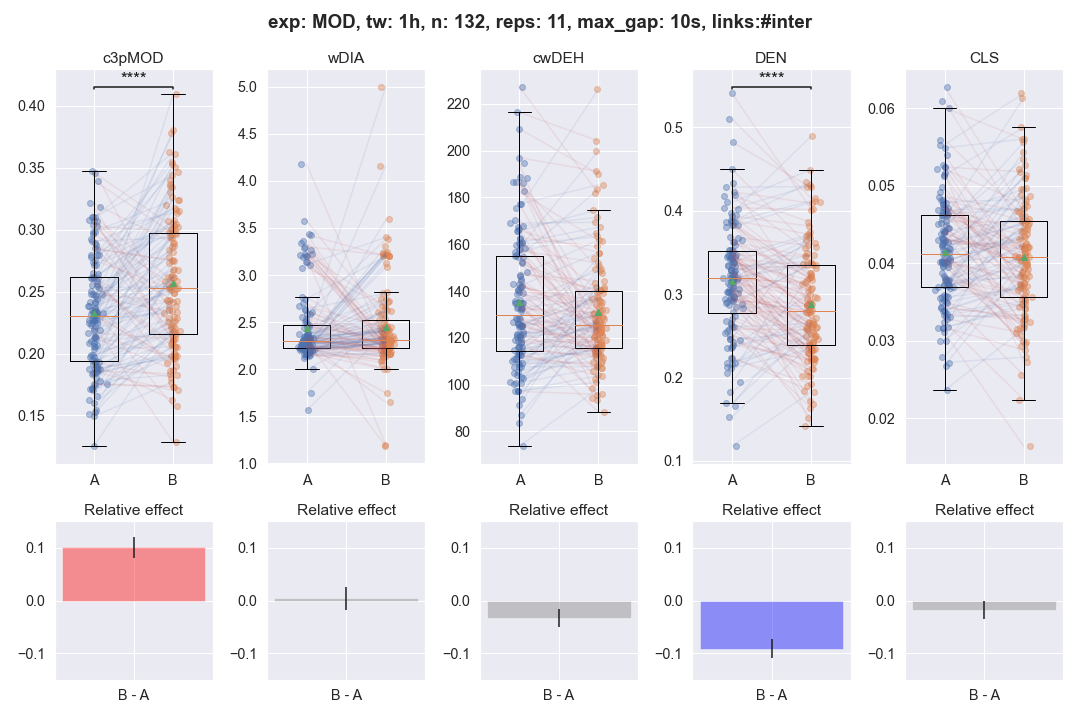 exp: MOD, tw: 1h, n: 132, reps: 11, max_gap: 10s, links:#inter
c3pMOD
wDIA
cwDEH
DEN
CLS
****
****
0.40
0.35
0.30
0.25
0.20
0.15
A
B
5.0
4.5
4.0
3.5
3.0
2.5
2.0
1.5
1.0
A
B
220
200
180
160
140
120
100
80
A
B
0.5
0.4
0.3
0.2
0.1
A
B
0.06
0.05
0.04
0.03
0.02
A
B
Relative effect
Relative effect
Relative effect
Relative effect
Relative effect
0.1
0.0
−0.1
B - A
0.1
0.0
−0.1
B - A
0.1
0.0
−0.1
B - A
0.1
0.0
−0.1
B - A
0.1
0.0
−0.1
B - A